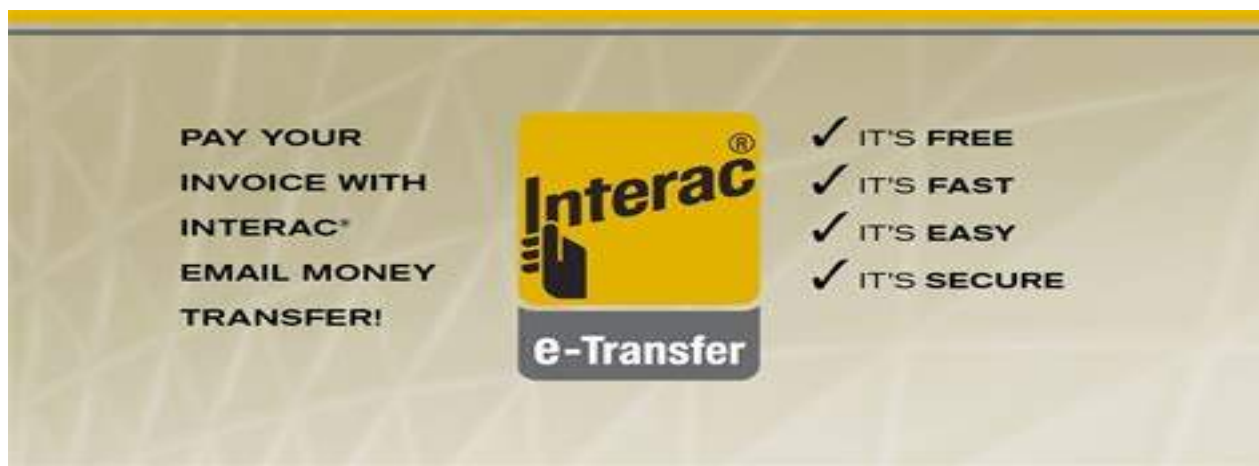 PAY YOUR
INVOICE WITH
INTERAC®
EMAIL MONEY
TRANSFER!
Interac®
e-Transfer
✓ IT'S FREE
✓ IT'S FAST
✓ IT'S EASY
✓ IT'S SECURE